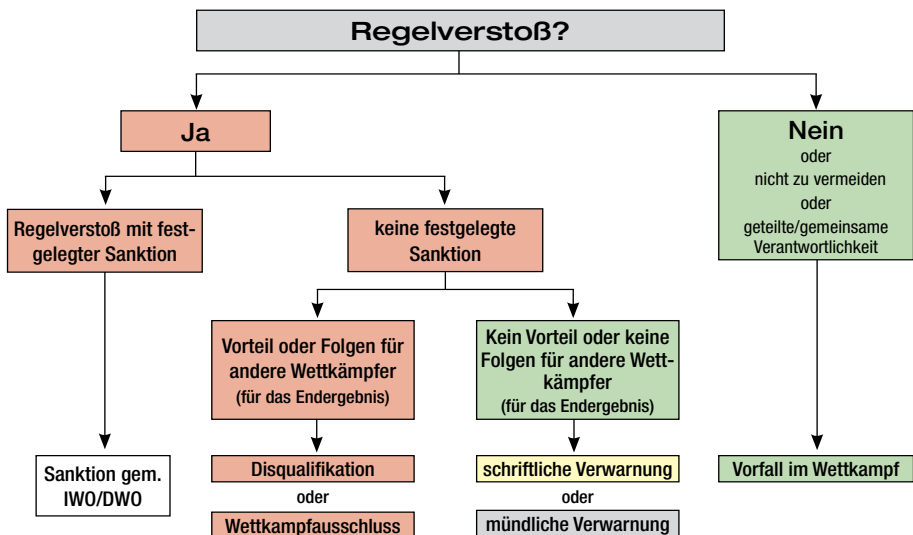 Regelverstoß?
Ja
Nein
oder
nicht zu vermeiden
oder
geteilte/gemeinsame
Verantwortlichkeit
Regelverstoß mit fest-
gelegter Sanktion
keine festgelegte
Sanktion
Vorteil oder Folgen für
andere Wettkämpfer
(für das Endergebnis)
Kein Vorteil oder keine
Folgen für andere Wett-
kämpfer
(für das Endergebnis)
Sanktion gem.
IWO/DWO
Disqualifikation
oder
Wettkampfausschluss
schriftliche Verwarnung
oder
mündliche Verwarnung
Vorfall im Wettkampf